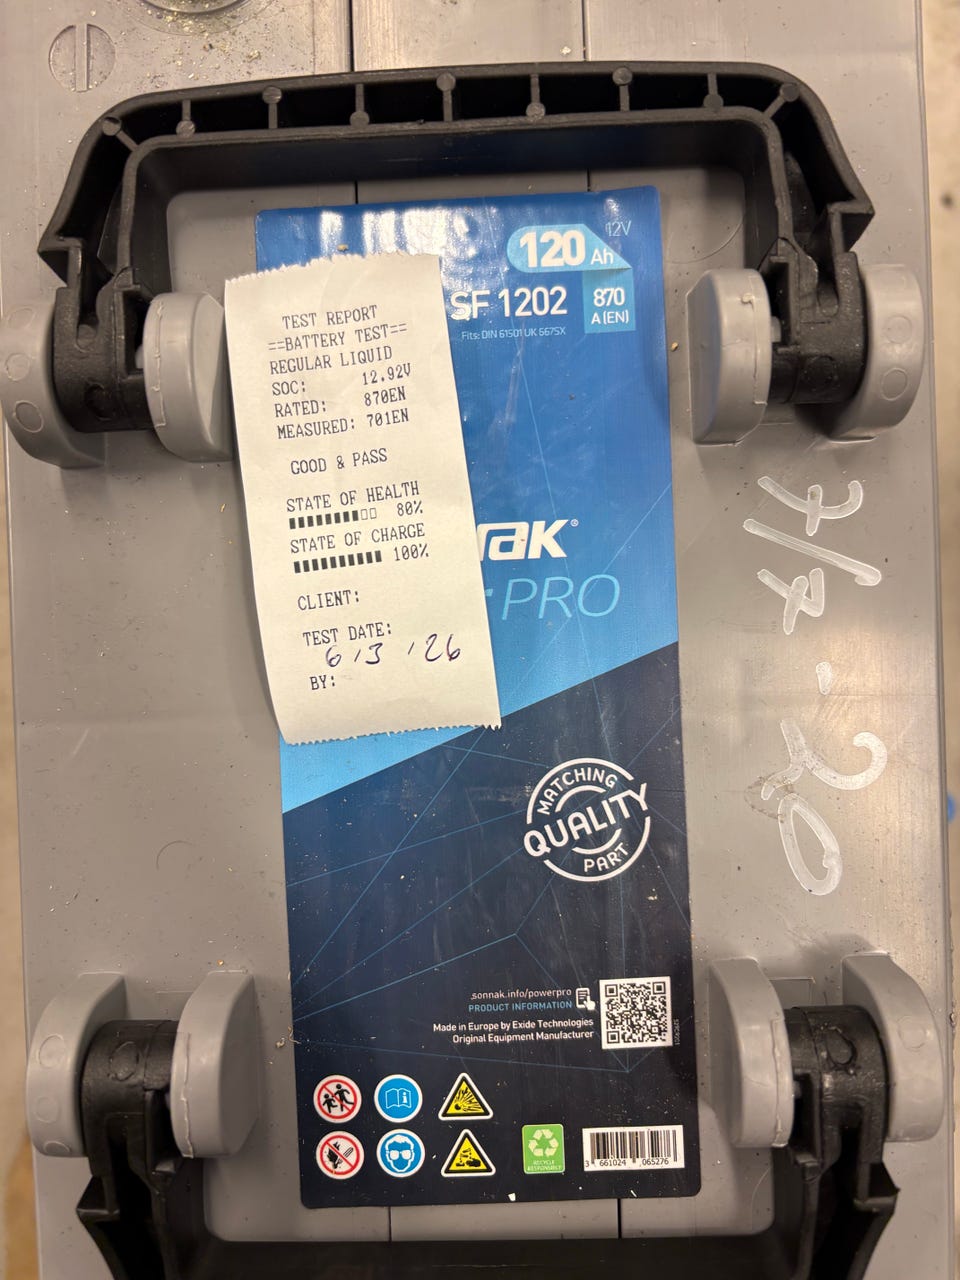 TEST REPORT
==BATTERY TEST==
REGULAR LIQUID
SOC: 12.92V
RATED: 870EN
MEASURED: 701EN
GOOD & PASS
STATE OF HEALTH
80%
STATE OF CHARGE
100%
CLIENT:
TEST DATE:
6/3/26
BY:
12V
120 Ah
SF 1202
870
A (EN)
Fits: DIN 61501 UK 667SX
PRO
MATCHING
QUALITY
PART
.sonnak.info/powerpro
PRODUCT INFORMATION
Made in Europe by Exide Technologies
Original Equipment Manufacturer
RECYCLE
RESPONSIBLY
3 661024 065276